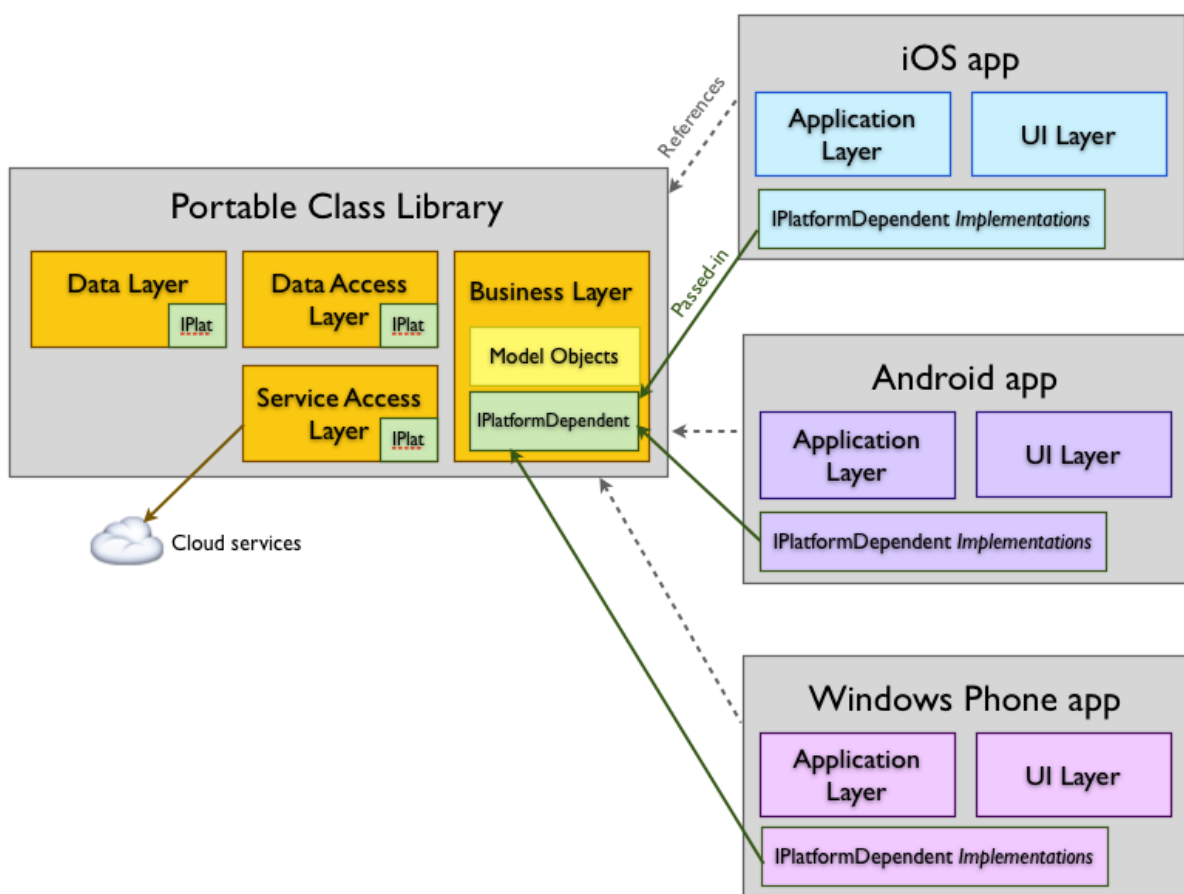 iOS app
Application
Layer
UI Layer
IPlatformDependent Implementations
References
Passed-in
Portable Class Library
Data Layer
IPlat
Data Access
Layer
IPlat
Business Layer
Model Objects
IPlatformDependent
Service Access
Layer
IPlat
Cloud services
Android app
Application
Layer
UI Layer
IPlatformDependent Implementations
Windows Phone app
Application
Layer
UI Layer
IPlatformDependent Implementations